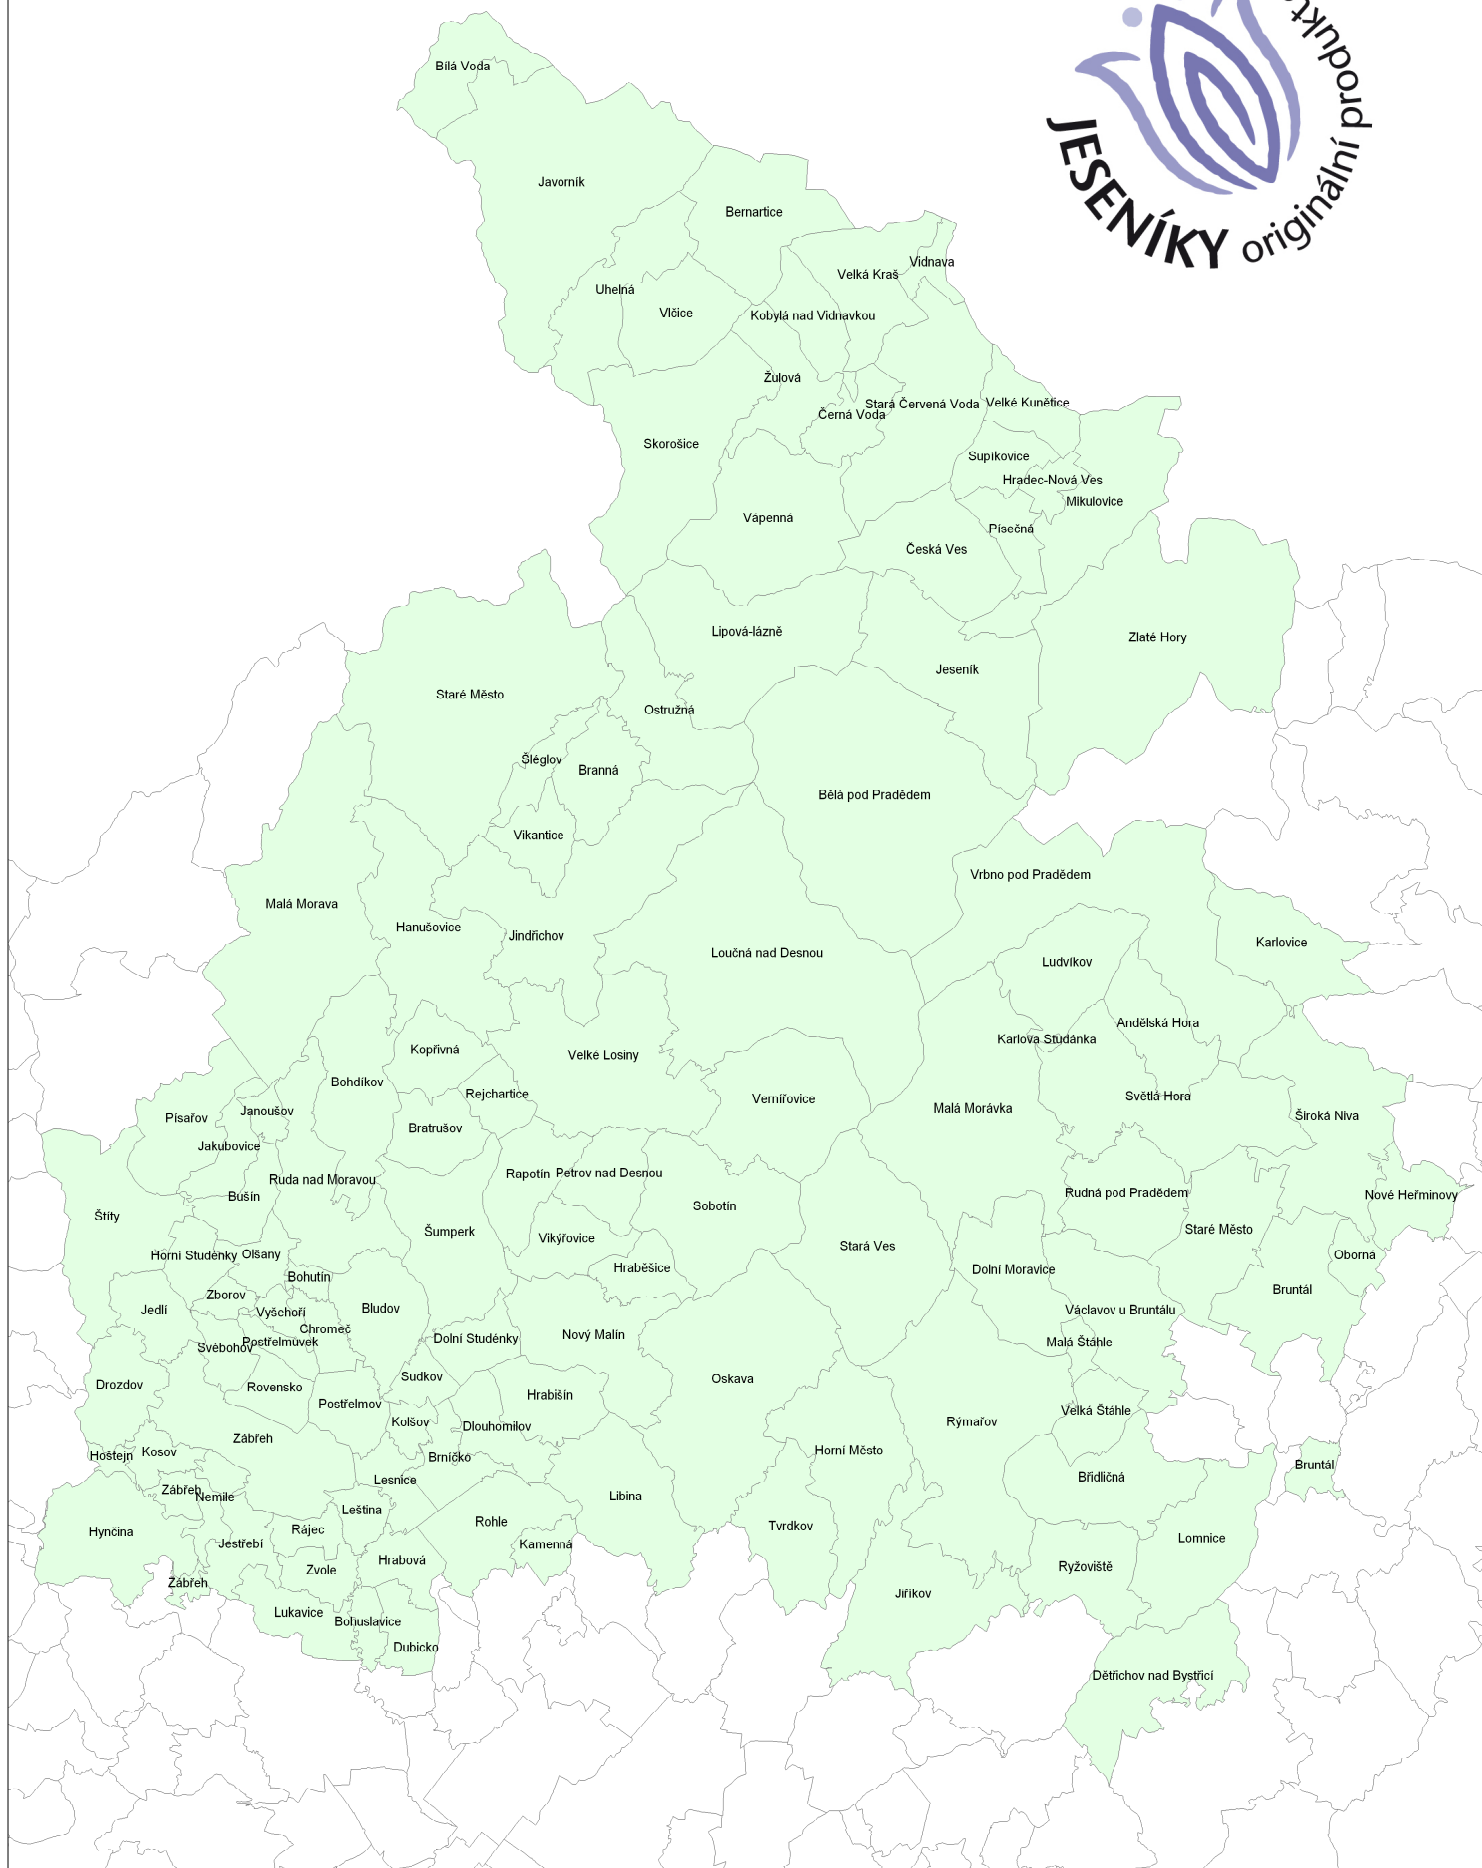 JESENÍKY originální produkt
Bílá Voda
Javorník
Bernartice
Vidnava
Velká Kraš
Uhelná
Vlčice
Kobylá nad Vidnavkou
Žulová
Stará Červená Voda
Velké Kunětice
Černá Voda
Skorošice
Supíkovice
Hradec-Nová Ves
Mikulovice
Vápenná
Písečná
Česká Ves
Lipová-lázně
Zlaté Hory
Jeseník
Staré Město
Ostružná
Šléglov
Branná
Bělá pod Pradědem
Vikantice
Vrbno pod Pradědem
Malá Morava
Hanušovice
Jindřichov
Karlovice
Loučná nad Desnou
Ludvíkov
Andělská Hora
Karlova Studánka
Kopřivná
Velké Losiny
Bohdíkov
Rejchartice
Vernířovice
Světlá Hora
Malá Morávka
Janoušov
Písařov
Široká Niva
Bratrušov
Jakubovice
Ruda nad Moravou
Rapotín
Petrov nad Desnou
Bušín
Rudná pod Pradědem
Nové Heřminovy
Sobotín
Štíty
Šumperk
Staré Město
Vikýřovice
Stará Ves
Horní Studénky
Olšany
Oborná
Hraběšice
Dolní Moravice
Bohutín
Bruntál
Zborov
Jedlí
Vyšehoří
Bludov
Václavov u Bruntálu
Chromeč
Nový Malín
Dolní Studénky
Postřelmůvek
Malá Štáhle
Svébohov
Sudkov
Oskava
Drozdov
Rovensko
Hrabišín
Postřelmov
Velká Štáhle
Kolšov
Rýmařov
Dlouhomilov
Zábřeh
Horní Město
Kosov
Hoštejn
Brníčko
Bruntál
Lesnice
Břidličná
Zábřeh
Nemile
Libina
Leština
Rohle
Tvrdkov
Hynčina
Rájec
Lomnice
Jestřebí
Kamenná
Hrabová
Ryžoviště
Zvole
Zábřeh
Jiříkov
Lukavice
Bohuslavice
Dubicko
Dětřichov nad Bystřicí